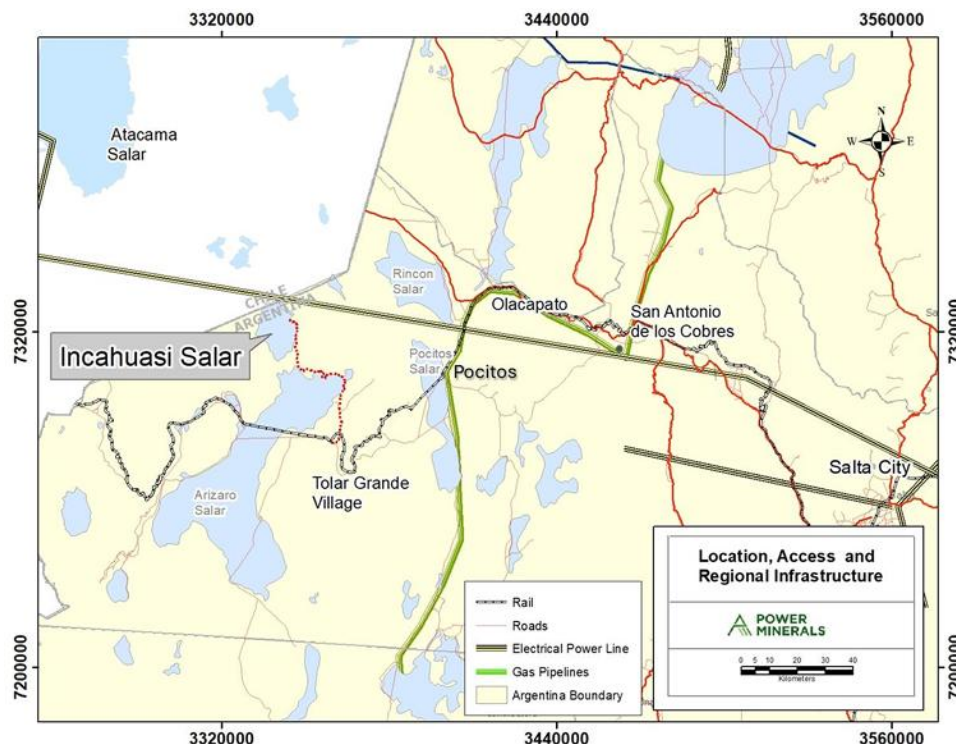 3320000
3440000
3560000
Atacama
Salar
N
W
E
S
Rincon
Salar
CHILE
ARGENTINA
Olacapato
San Antonio
de los Cobres
7320000
7320000
Incahuasi Salar
Pocitos
Salar
Pocitos
Salta City
Tolar Grande
Village
Arizaro
Salar
Location, Access and
Regional Infrastructure
POWER
MINERALS
0 5 10 20 30 40
Kilometers
Rail
Roads
Electrical Power Line
Gas Pipelines
Argentina Boundary
7200000
7200000
3320000
3440000
3560000